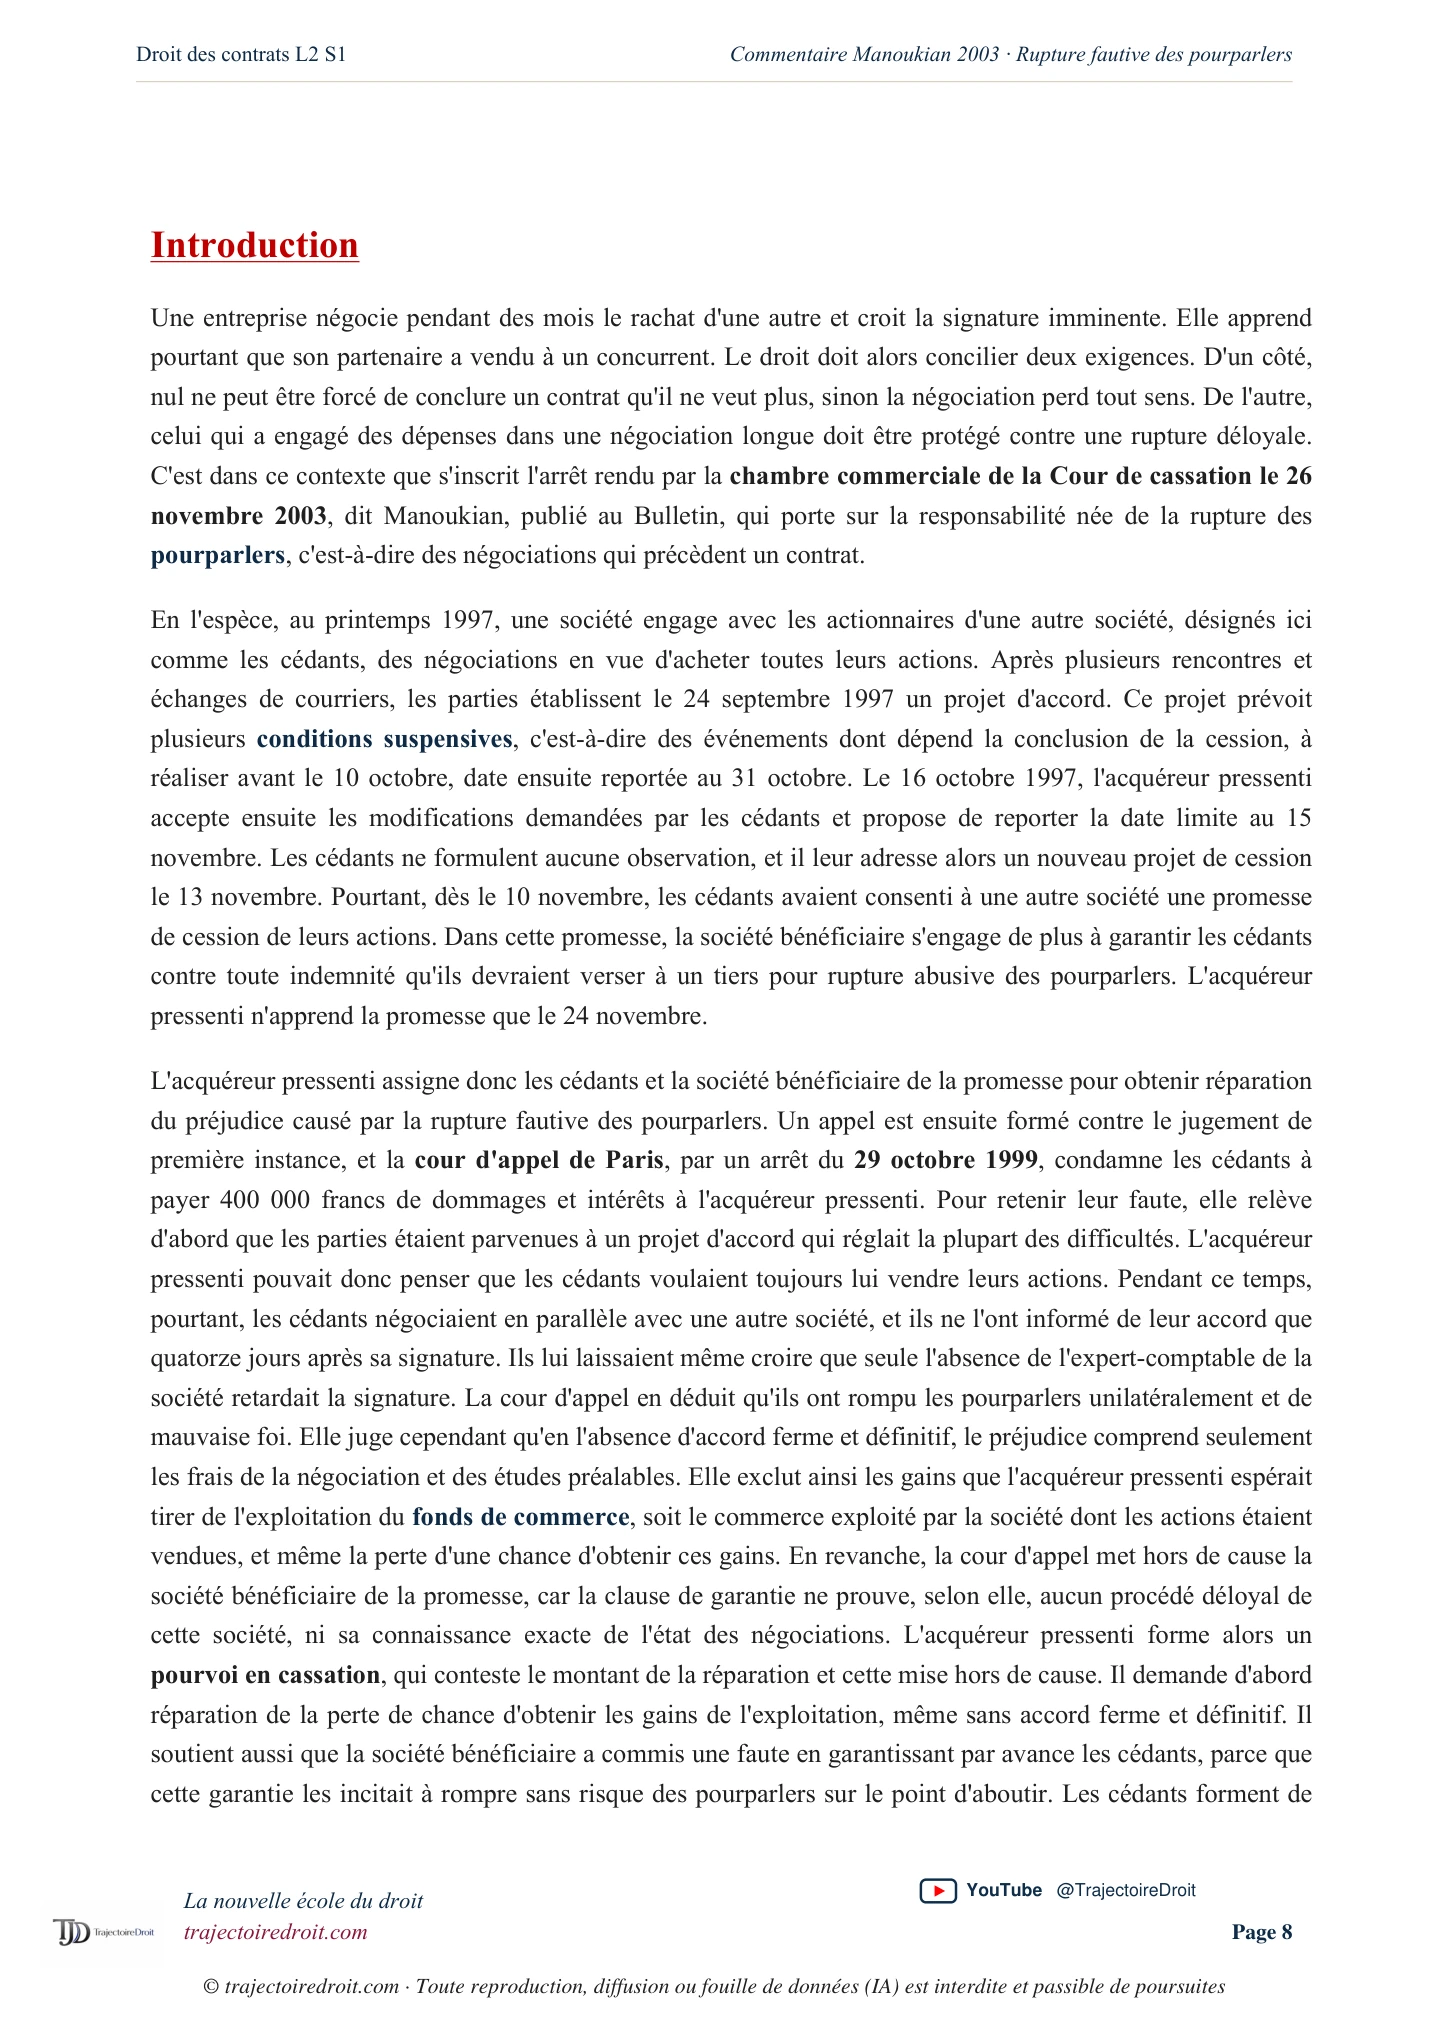 Droit des contrats L2 S1
Commentaire Manoukian 2003 · Rupture fautive des pourparlers
Introduction
Une entreprise négocie pendant des mois le rachat d'une autre et croit la signature imminente. Elle apprend
pourtant que son partenaire a vendu à un concurrent. Le droit doit alors concilier deux exigences. D'un côté,
nul ne peut être forcé de conclure un contrat qu'il ne veut plus, sinon la négociation perd tout sens. De l'autre,
celui qui a engagé des dépenses dans une négociation longue doit être protégé contre une rupture déloyale.
C'est dans ce contexte que s'inscrit l'arrêt rendu par la chambre commerciale de la Cour de cassation le 26
novembre 2003, dit Manoukian, publié au Bulletin, qui porte sur la responsabilité née de la rupture des
pourparlers, c'est-à-dire des négociations qui précèdent un contrat.
En l'espèce, au printemps 1997, une société engage avec les actionnaires d'une autre société, désignés ici
comme les cédants, des négociations en vue d'acheter toutes leurs actions. Après plusieurs rencontres et
échanges de courriers, les parties établissent le 24 septembre 1997 un projet d'accord. Ce projet prévoit
plusieurs conditions suspensives, c'est-à-dire des événements dont dépend la conclusion de la cession, à
réaliser avant le 10 octobre, date ensuite reportée au 31 octobre. Le 16 octobre 1997, l'acquéreur pressenti
accepte ensuite les modifications demandées par les cédants et propose de reporter la date limite au 15
novembre. Les cédants ne formulent aucune observation, et il leur adresse alors un nouveau projet de cession
le 13 novembre. Pourtant, dès le 10 novembre, les cédants avaient consenti à une autre société une promesse
de cession de leurs actions. Dans cette promesse, la société bénéficiaire s'engage de plus à garantir les cédants
contre toute indemnité qu'ils devraient verser à un tiers pour rupture abusive des pourparlers. L'acquéreur
pressenti n'apprend la promesse que le 24 novembre.
L'acquéreur pressenti assigne donc les cédants et la société bénéficiaire de la promesse pour obtenir réparation
du préjudice causé par la rupture fautive des pourparlers. Un appel est ensuite formé contre le jugement de
première instance, et la cour d'appel de Paris, par un arrêt du 29 octobre 1999, condamne les cédants à
payer 400 000 francs de dommages et intérêts à l'acquéreur pressenti. Pour retenir leur faute, elle relève
d'abord que les parties étaient parvenues à un projet d'accord qui réglait la plupart des difficultés. L'acquéreur
pressenti pouvait donc penser que les cédants voulaient toujours lui vendre leurs actions. Pendant ce temps,
pourtant, les cédants négociaient en parallèle avec une autre société, et ils ne l'ont informé de leur accord que
quatorze jours après sa signature. Ils lui laissaient même croire que seule l'absence de l'expert-comptable de la
société retardait la signature. La cour d'appel en déduit qu'ils ont rompu les pourparlers unilatéralement et de
mauvaise foi. Elle juge cependant qu'en l'absence d'accord ferme et définitif, le préjudice comprend seulement
les frais de la négociation et des études préalables. Elle exclut ainsi les gains que l'acquéreur pressenti espérait
tirer de l'exploitation du fonds de commerce, soit le commerce exploité par la société dont les actions étaient
vendues, et même la perte d'une chance d'obtenir ces gains. En revanche, la cour d'appel met hors de cause la
société bénéficiaire de la promesse, car la clause de garantie ne prouve, selon elle, aucun procédé déloyal de
cette société, ni sa connaissance exacte de l'état des négociations. L'acquéreur pressenti forme alors un
pourvoi en cassation, qui conteste le montant de la réparation et cette mise hors de cause. Il demande d'abord
réparation de la perte de chance d'obtenir les gains de l'exploitation, même sans accord ferme et définitif. Il
soutient aussi que la société bénéficiaire a commis une faute en garantissant par avance les cédants, parce que
cette garantie les incitait à rompre sans risque des pourparlers sur le point d'aboutir. Les cédants forment de
La nouvelle école du droit
trajectoiredroit.com
YouTube @TrajectoireDroit
TJD TrajectoireDroit
Page 8
© trajectoiredroit.com · Toute reproduction, diffusion ou fouille de données (IA) est interdite et passible de poursuites